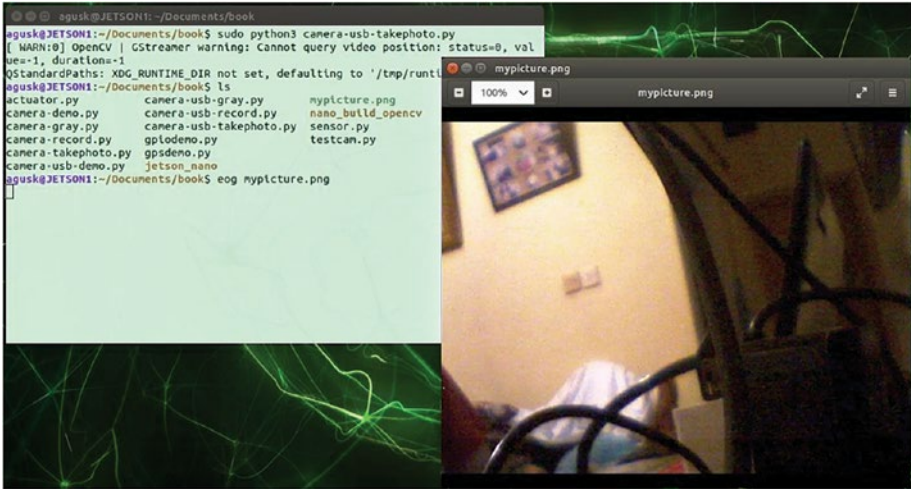 agusk@JETSON1: ~/Documents/book
agusk@JETSON1:~/Documents/book$ sudo python3 camera-usb-takephoto.py
[ WARN:0] OpenCV | GStreamer warning: Cannot query video position: status=0, val
ue=-1, duration=-1
QStandardPaths: XDG_RUNTIME_DIR not set, defaulting to '/tmp/runti
agusk@JETSON1:~/Documents/book$ ls
actuator.py camera-usb-gray.py mypicture.png
camera-demo.py camera-usb-record.py nano_build_opencv
camera-gray.py camera-usb-takephoto.py sensor.py
camera-record.py gpiodemo.py testcam.py
camera-takephoto.py gpsdemo.py
camera-usb-demo.py jetson_nano
agusk@JETSON1:~/Documents/book$ eog mypicture.png
mypicture.png
100% mypicture.png